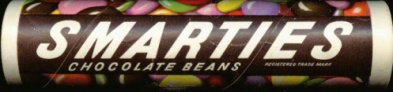 SMARTIES
CHOCOLATE BEANS
REGISTERED TRADE MARK